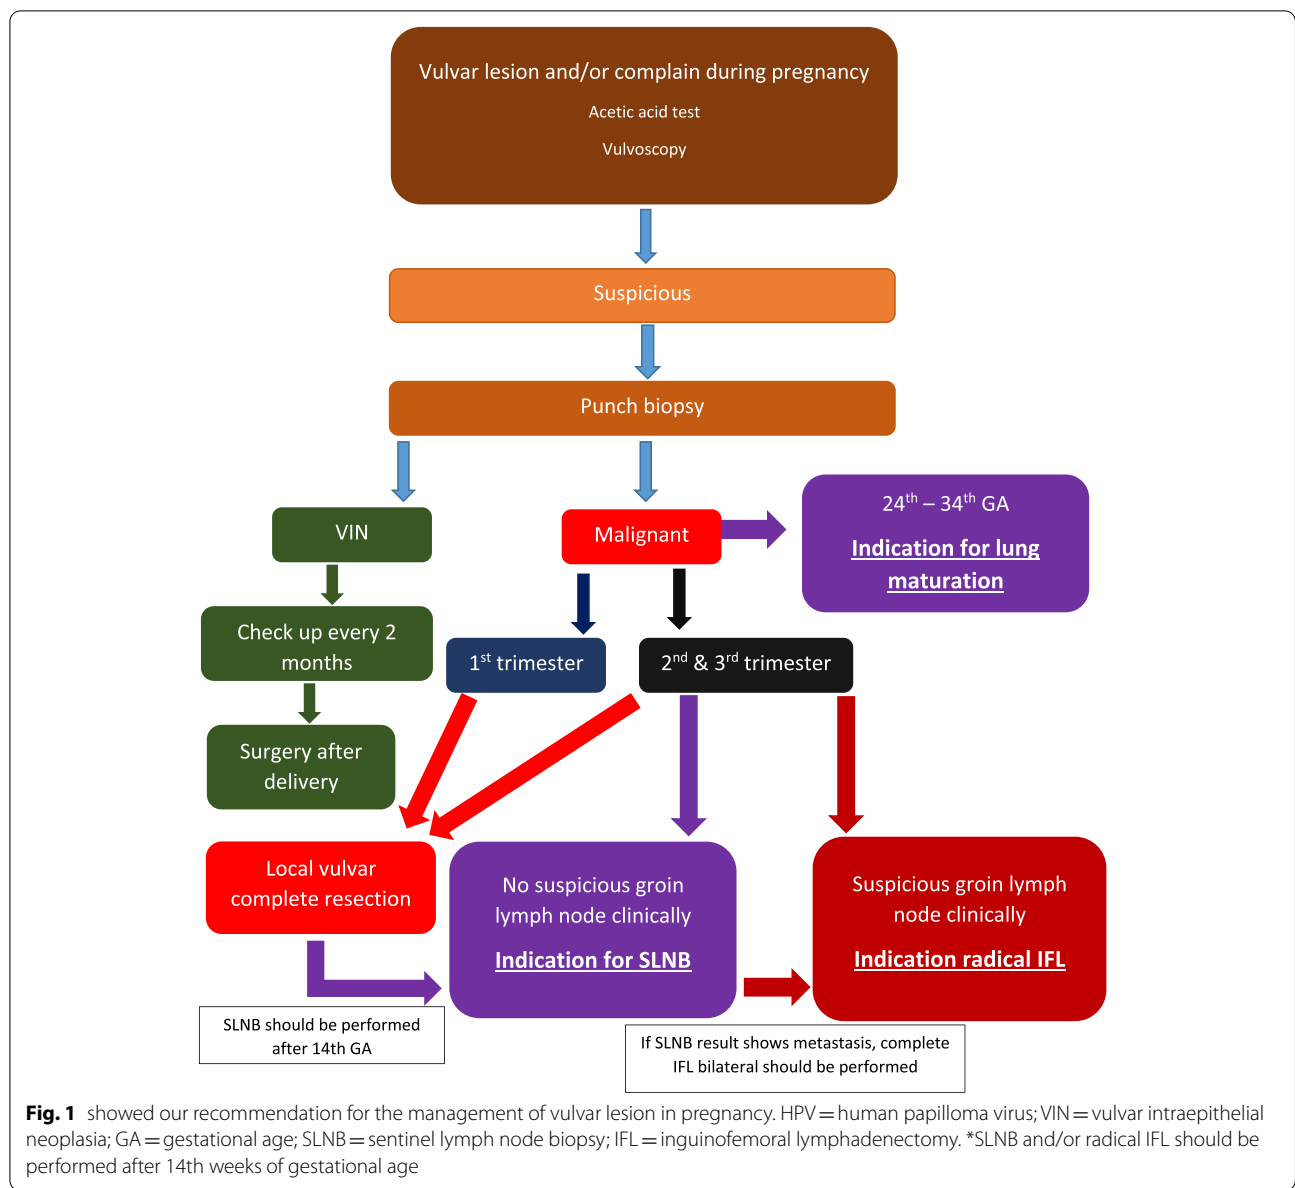 Vulvar lesion and/or complain during pregnancy
Acetic acid test
Vulvoscopy
Suspicious
Punch biopsy
24th – 34th GA
Indication for lung
maturation
VIN
Malignant
Check up every 2
months
1st trimester
2nd & 3rd trimester
Surgery after
delivery
Local vulvar
complete resection
No suspicious groin
lymph node clinically
Indication for SLNB
Suspicious groin lymph
node clinically
Indication radical IFL
SLNB should be performed
after 14th GA
If SLNB result shows metastasis, complete
IFL bilateral should be performed
Fig. 1 showed our recommendation for the management of vulvar lesion in pregnancy. HPV = human papilloma virus; VIN = vulvar intraepithelial
neoplasia; GA = gestational age; SLNB = sentinel lymph node biopsy; IFL = inguinofemoral lymphadenectomy. *SLNB and/or radical IFL should be
performed after 14th weeks of gestational age